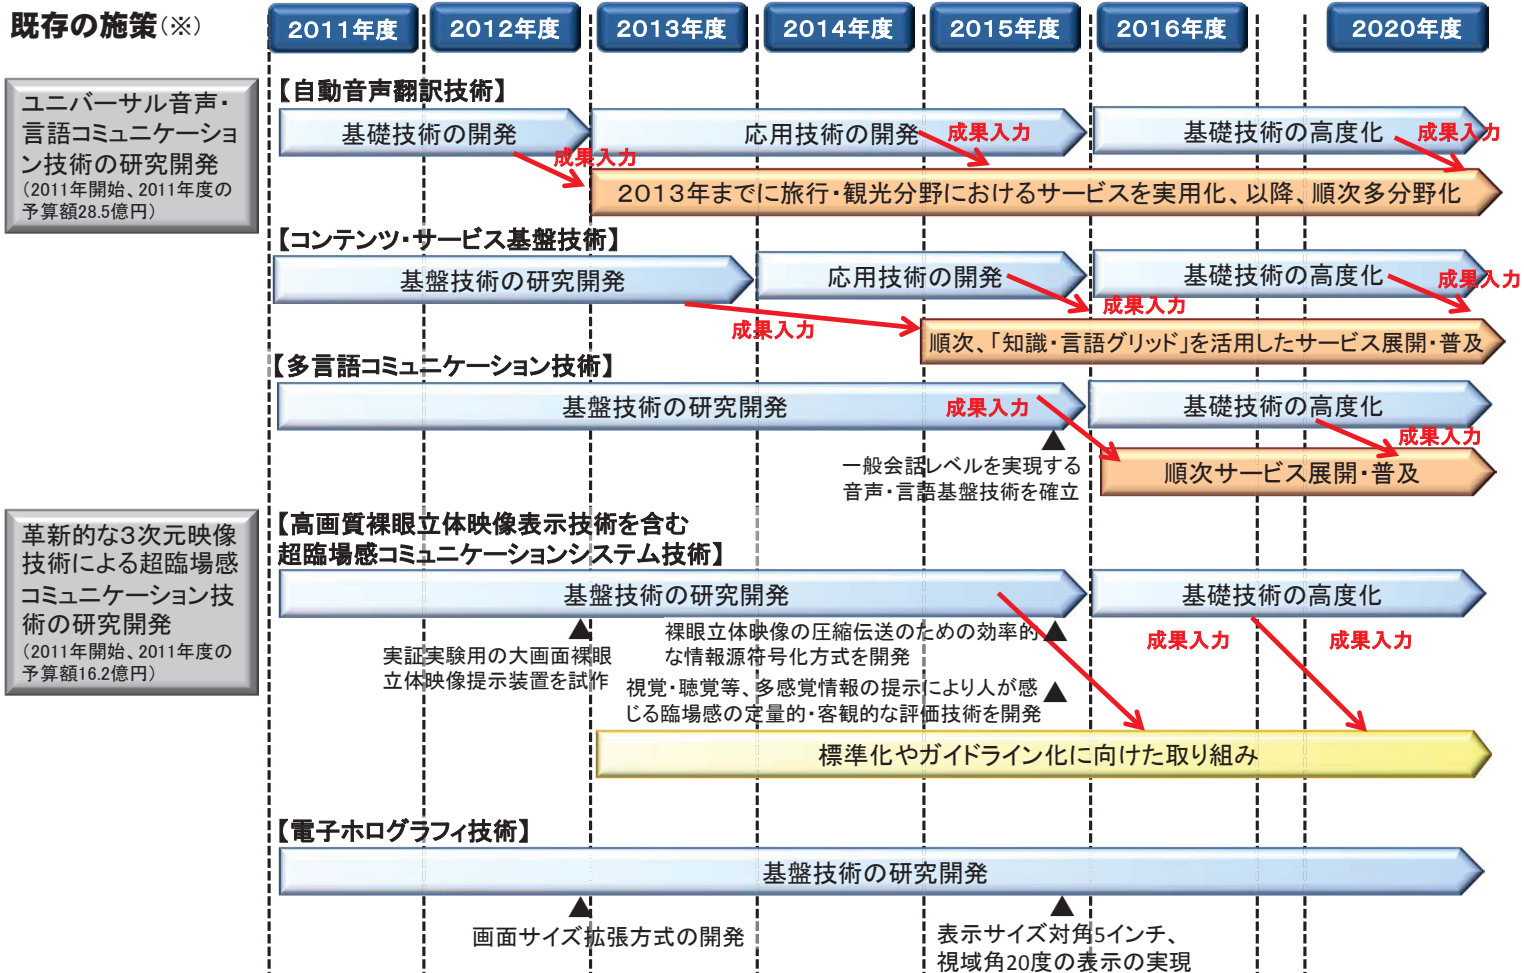 既存の施策(※)
2011年度
2012年度
2013年度
2014年度
2015年度
2016年度
2020年度
ユニバーサル音声・
言語コミュニケーショ
ン技術の研究開発
(2011年開始、2011年度の
予算額28.5億円)
【自動音声翻訳技術】
基礎技術の開発
応用技術の開発
基礎技術の高度化
成果入力
成果入力
成果入力
2013年までに旅行・観光分野におけるサービスを実用化、以降、順次多分野化
【コンテンツ・サービス基盤技術】
基盤技術の研究開発
応用技術の開発
基礎技術の高度化
成果入力
成果入力
成果入力
順次、「知識・言語グリッド」を活用したサービス展開・普及
【多言語コミュニケーション技術】
基盤技術の研究開発
成果入力
基礎技術の高度化
成果入力
一般会話レベルを実現する
音声・言語基盤技術を確立
順次サービス展開・普及
革新的な3次元映像
技術による超臨場感
コミュニケーション技
術の研究開発
(2011年開始、2011年度の
予算額16.2億円)
【高画質裸眼立体映像表示技術を含む
超臨場感コミュニケーションシステム技術】
基盤技術の研究開発
基礎技術の高度化
成果入力
成果入力
実証実験用の大画面裸眼
立体映像提示装置を試作
裸眼立体映像の圧縮伝送のための効率的
な情報源符号化方式を開発
視覚・聴覚等、多感覚情報の提示により人が感
じる臨場感の定量的・客観的な評価技術を開発
標準化やガイドライン化に向けた取り組み
【電子ホログラフィ技術】
基盤技術の研究開発
画面サイズ拡張方式の開発
表示サイズ対角5インチ、
視域角20度の表示の実現